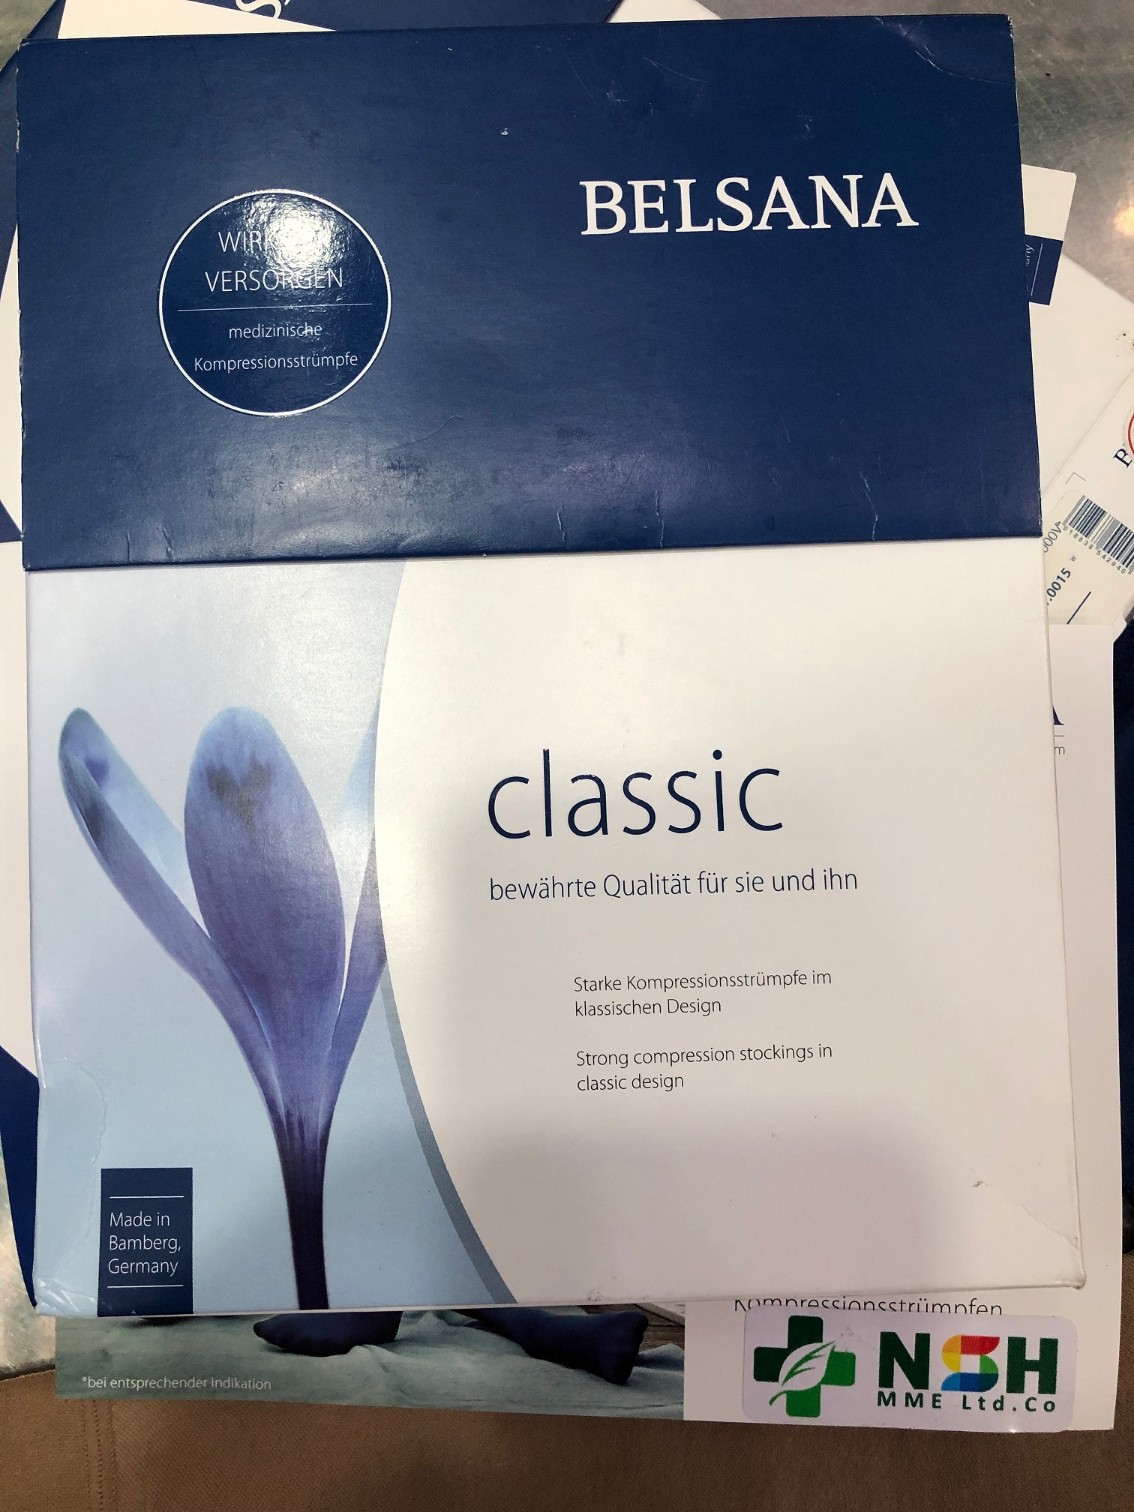 BELSANA
VERSORGEN
medizinische
Kompressionsstrümpfe
classic
bewährte Qualität für sie und ihn
Starke Kompressionsstrümpfe im
klassischen Design
Strong compression stockings in
classic design
Made in
Bamberg,
Germany
Kompressionsstrümpfen
*bei entsprechender Indikation
NSH
MME Ltd.Co